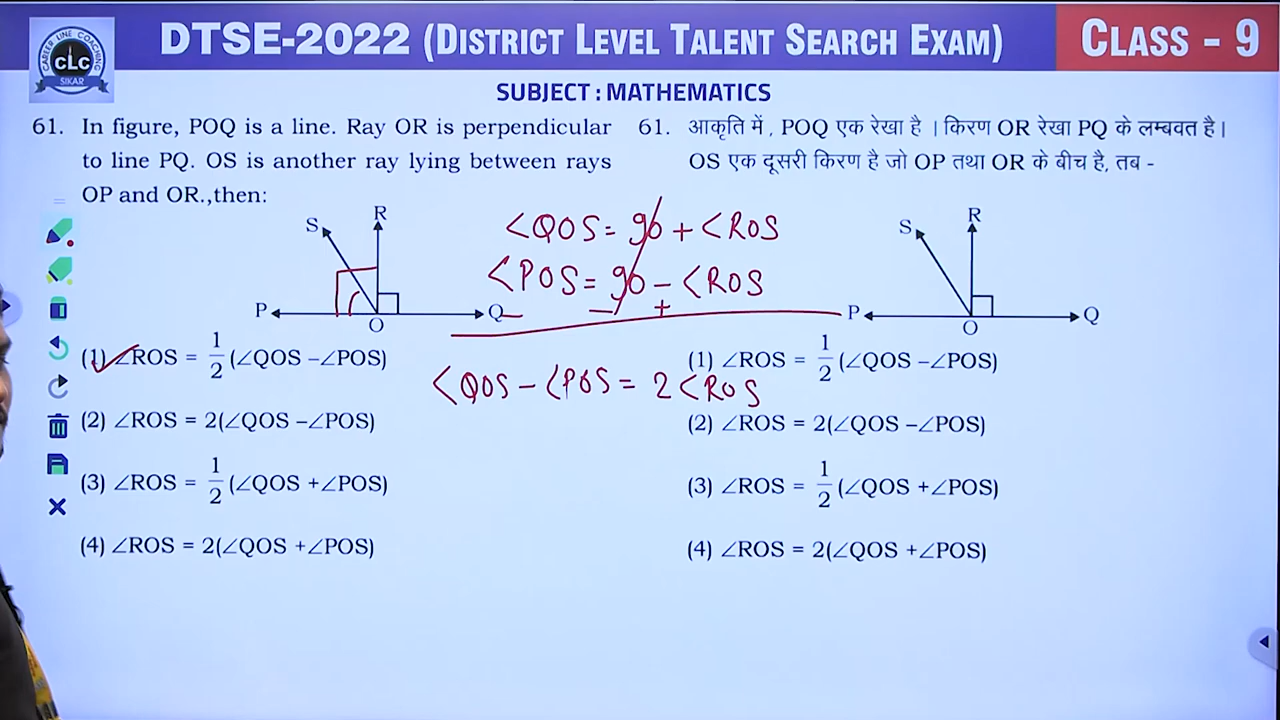 DTSE-2022 (DISTRICT LEVEL TALENT SEARCH EXAM)
CLASS - 9
CAREER LINE COACHING
CLC
SIKAR
SUBJECT : MATHEMATICS
61. In figure, POQ is a line. Ray OR is perpendicular
to line PQ. OS is another ray lying between rays
OP and OR.,then:
S R
P O Q
(1) ∠ROS = 1/2 (∠QOS –∠POS)
(2) ∠ROS = 2(∠QOS –∠POS)
(3) ∠ROS = 1/2 (∠QOS +∠POS)
(4) ∠ROS = 2(∠QOS +∠POS)
<QOS = 90 + <ROS
<POS = 90 – <ROS
– – +
<QOS – <POS = 2 <ROS
61. आकृति में , POQ एक रेखा है । किरण OR रेखा PQ के लम्बवत है।
OS एक दूसरी किरण है जो OP तथा OR के बीच है, तब -
S R
P O Q
(1) ∠ROS = 1/2 (∠QOS –∠POS)
(2) ∠ROS = 2(∠QOS –∠POS)
(3) ∠ROS = 1/2 (∠QOS +∠POS)
(4) ∠ROS = 2(∠QOS +∠POS)